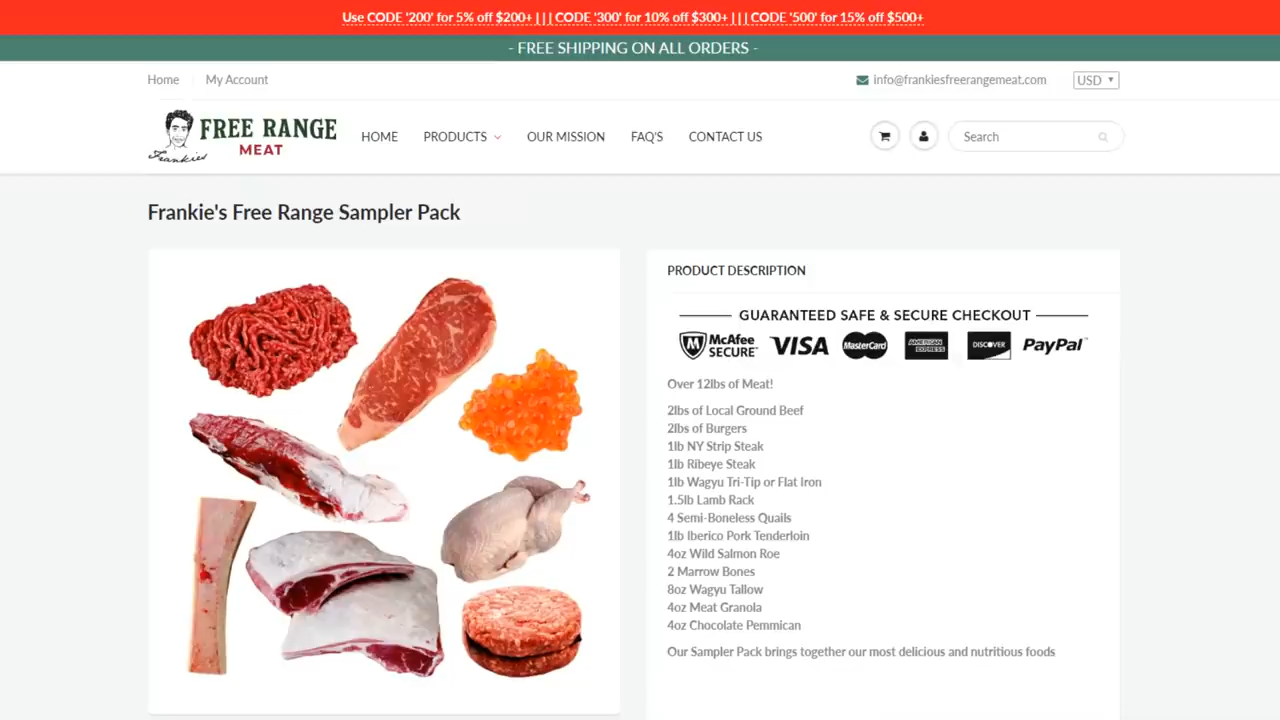 Use CODE '200' for 5% off $200+ | | | CODE '300' for 10% off $300+ | | | CODE '500' for 15% off $500+
- FREE SHIPPING ON ALL ORDERS -
Home
My Account
info@frankiesfreerangemeat.com
USD
Frankies
FREE RANGE
MEAT
HOME
PRODUCTS
OUR MISSION
FAQ'S
CONTACT US
Search
Frankie's Free Range Sampler Pack
PRODUCT DESCRIPTION
GUARANTEED SAFE & SECURE CHECKOUT
M McAfee SECURE™ VISA MasterCard AMERICAN EXPRESS DISCOVER PayPal™
Over 12lbs of Meat!
2lbs of Local Ground Beef
2lbs of Burgers
1lb NY Strip Steak
1lb Ribeye Steak
1lb Wagyu Tri-Tip or Flat Iron
1.5lb Lamb Rack
4 Semi-Boneless Quails
1lb Iberico Pork Tenderloin
4oz Wild Salmon Roe
2 Marrow Bones
8oz Wagyu Tallow
4oz Meat Granola
4oz Chocolate Pemmican
Our Sampler Pack brings together our most delicious and nutritious foods